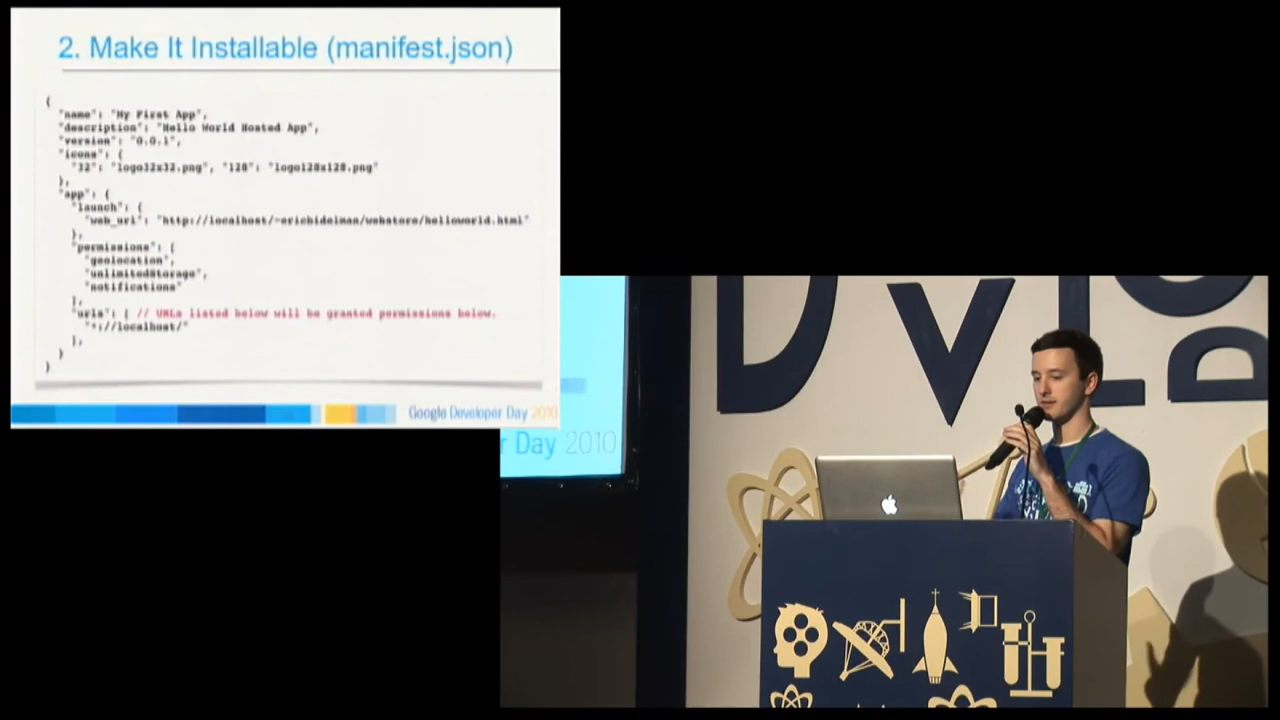 2. Make It Installable (manifest.json)
{
"name": "My First App",
"description": "Hello World Hosted App",
"version": "0.0.1",
"icons": {
"32": "logo32x32.png", "128": "logo128x128.png"
},
"app": {
"launch": {
"web_url": "http://localhost/~ericbidelman/webstore/helloworld.html"
},
"permissions": [
"geolocation",
"unlimitedStorage",
"notifications"
],
"urls": [ // URLs listed below will be granted permissions below.
"*://localhost/"
],
}
}
Google Developer Day 2010
r Day 2010